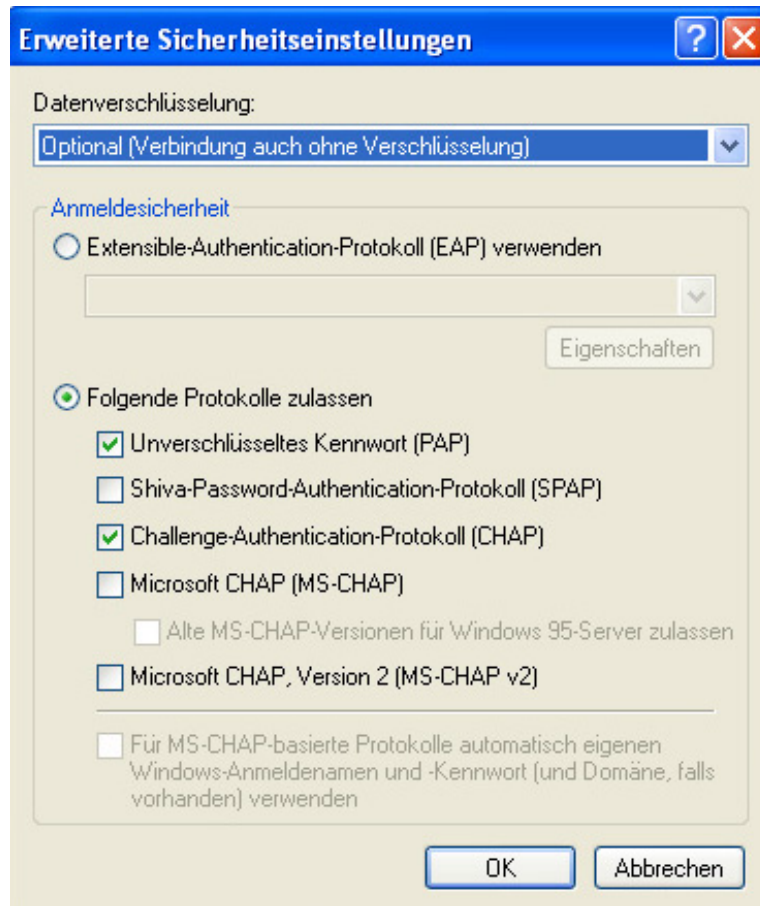 Erweiterte Sicherheitseinstellungen
Datenverschlüsselung:
Optional (Verbindung auch ohne Verschlüsselung)
Anmeldesicherheit
Extensible-Authentication-Protokoll (EAP) verwenden
Eigenschaften
Folgende Protokolle zulassen
Unverschlüsseltes Kennwort (PAP)
Shiva-Password-Authentication-Protokoll (SPAP)
Challenge-Authentication-Protokoll (CHAP)
Microsoft CHAP (MS-CHAP)
Alte MS-CHAP-Versionen für Windows 95-Server zulassen
Microsoft CHAP, Version 2 (MS-CHAP v2)
Für MS-CHAP-basierte Protokolle automatisch eigenen
Windows-Anmeldenamen und -Kennwort (und Domäne, falls
vorhanden) verwenden
OK Abbrechen